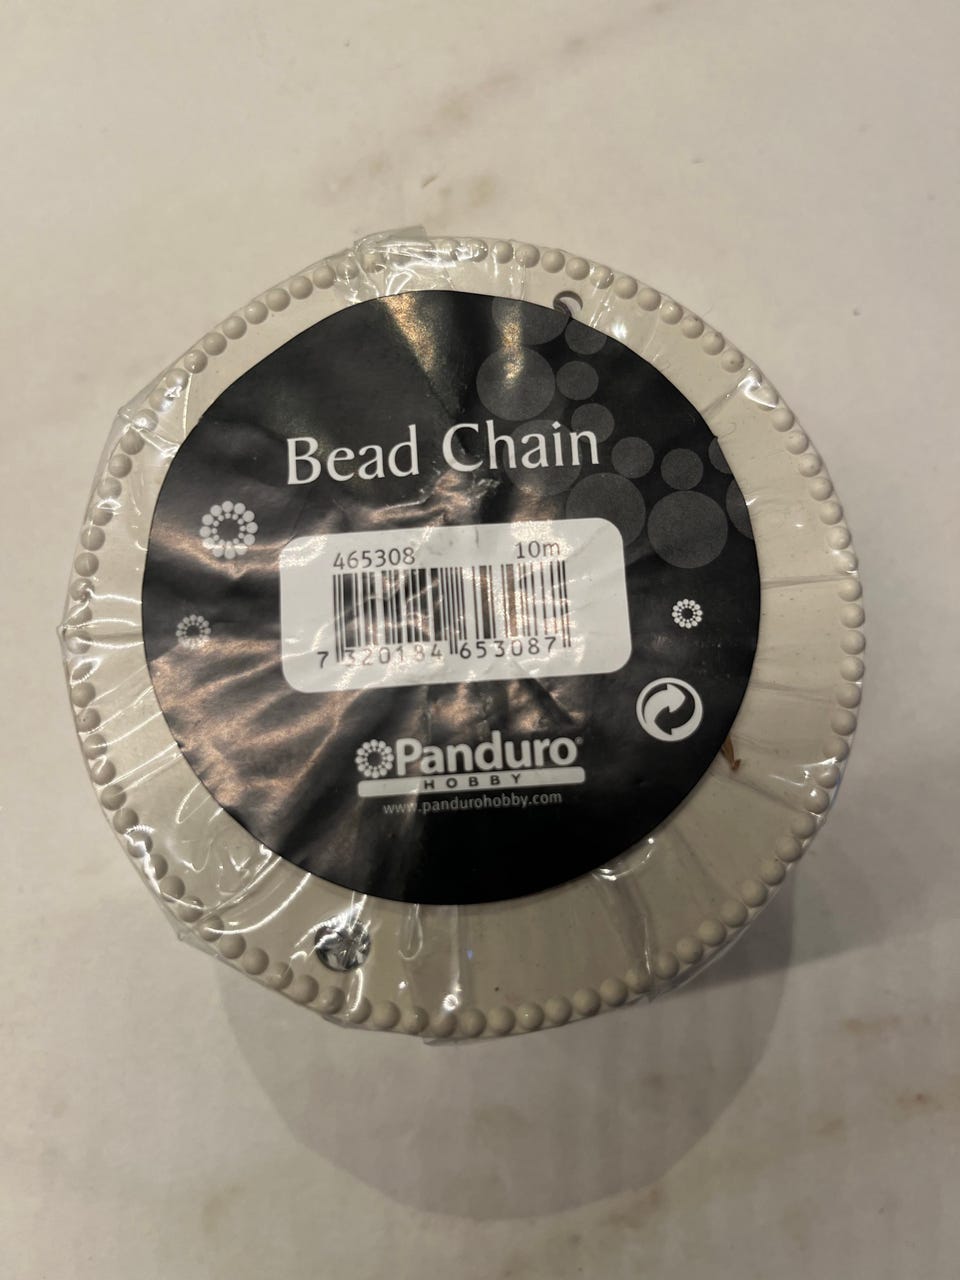 Bead Chain
465308 10m
7 320184 653087
Panduro®
HOBBY
www.pandurohobby.com